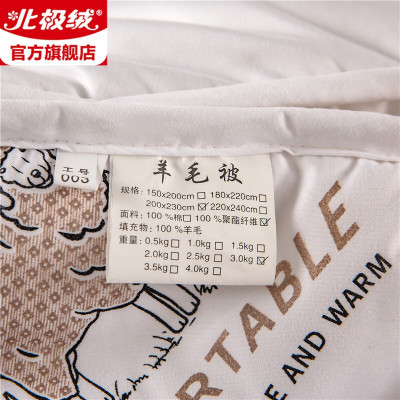 北极绒
官方旗舰店
工号
003
羊毛被
规格：150x200cm□ 180x220cm□
200x230cm☑ 220x240cm□
面料：100%棉□ 100%聚酯纤维☑
填充物：100%羊毛
重量：0.5kg□ 1.0kg□ 1.5kg□
2.0kg□ 2.5kg□ 3.0kg☑
3.5kg□ 4.0kg□
RTABLE
E AND WARM